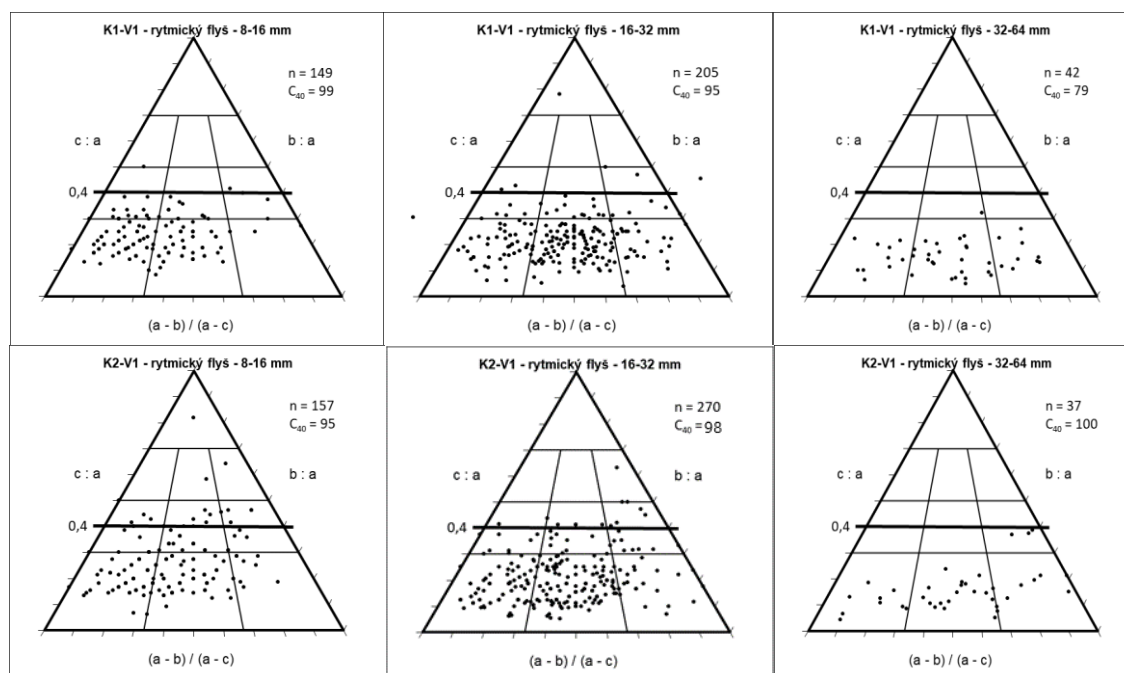 K1-V1 - rytmický flyš - 8-16 mm
n = 149
C₄₀ = 99
c : a
b : a
0,4
(a - b) / (a - c)
K1-V1 - rytmický flyš - 16-32 mm
n = 205
C₄₀ = 95
c : a
b : a
0,4
(a - b) / (a - c)
K1-V1 - rytmický flyš - 32-64 mm
n = 42
C₄₀ = 79
c : a
b : a
0,4
(a - b) / (a - c)
K2-V1 - rytmický flyš - 8-16 mm
n = 157
C₄₀ = 95
c : a
b : a
0,4
(a - b) / (a - c)
K2-V1 - rytmický flyš - 16-32 mm
n = 270
C₄₀ = 98
c : a
b : a
0,4
(a - b) / (a - c)
K2-V1 - rytmický flyš - 32-64 mm
n = 37
C₄₀ = 100
c : a
b : a
0,4
(a - b) / (a - c)